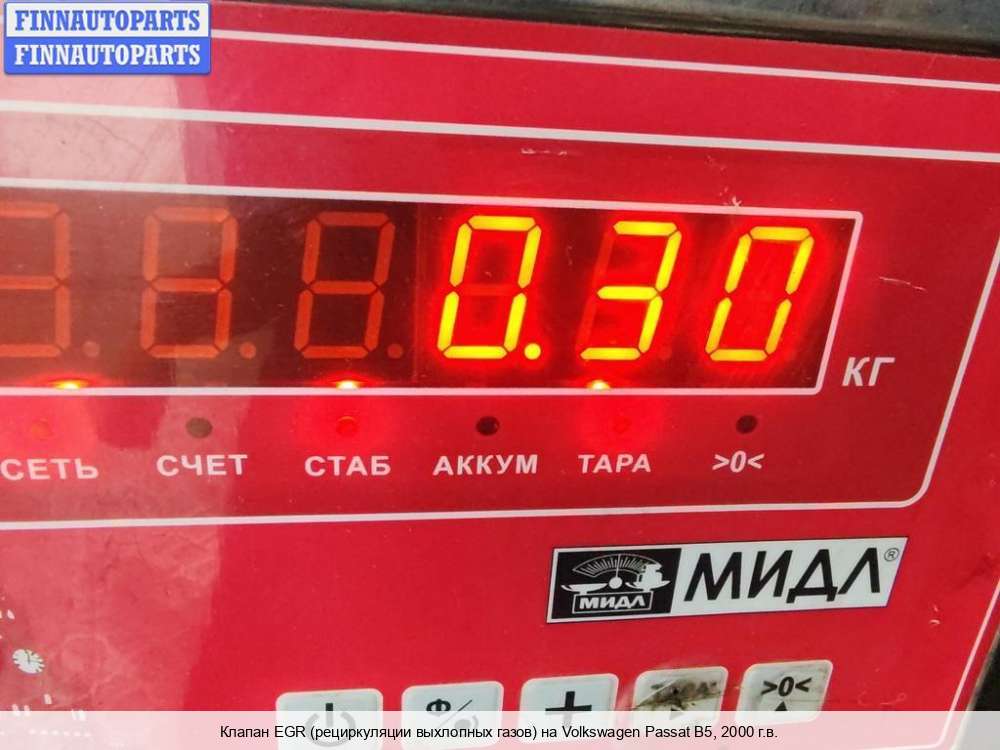 FINNAUTOPARTS
FINNAUTOPARTS
0.30
КГ
СЕТЬ СЧЕТ СТАБ АККУМ ТАРА >0<
МИДЛ МИДЛ®
Ф/ + >0<
Клапан EGR (рециркуляции выхлопных газов) на Volkswagen Passat B5, 2000 г.в.